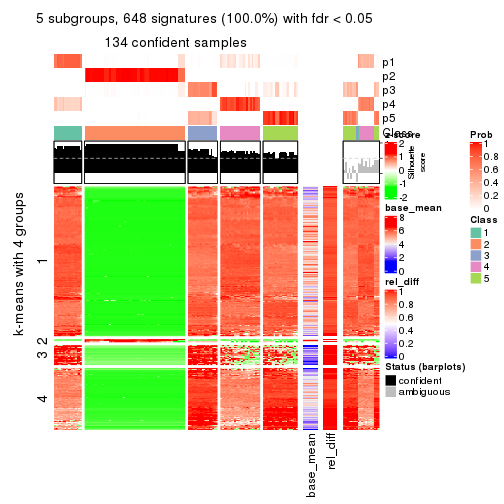 5 subgroups, 648 signatures (100.0%) with fdr < 0.05
134 confident samples
p1
p2
p3
p4
p5
Class
Silhouette
score
k-means with 4 groups
1
2
3
4
base_mean
rel_diff
z-score
2
1
0
-1
-2
base_mean
8
6
4
2
0
rel_diff
1
0.8
0.6
0.4
0.2
0
Status (barplots)
confident
ambiguous
Prob
1
0.8
0.6
0.4
0.2
0
Class
1
2
3
4
5